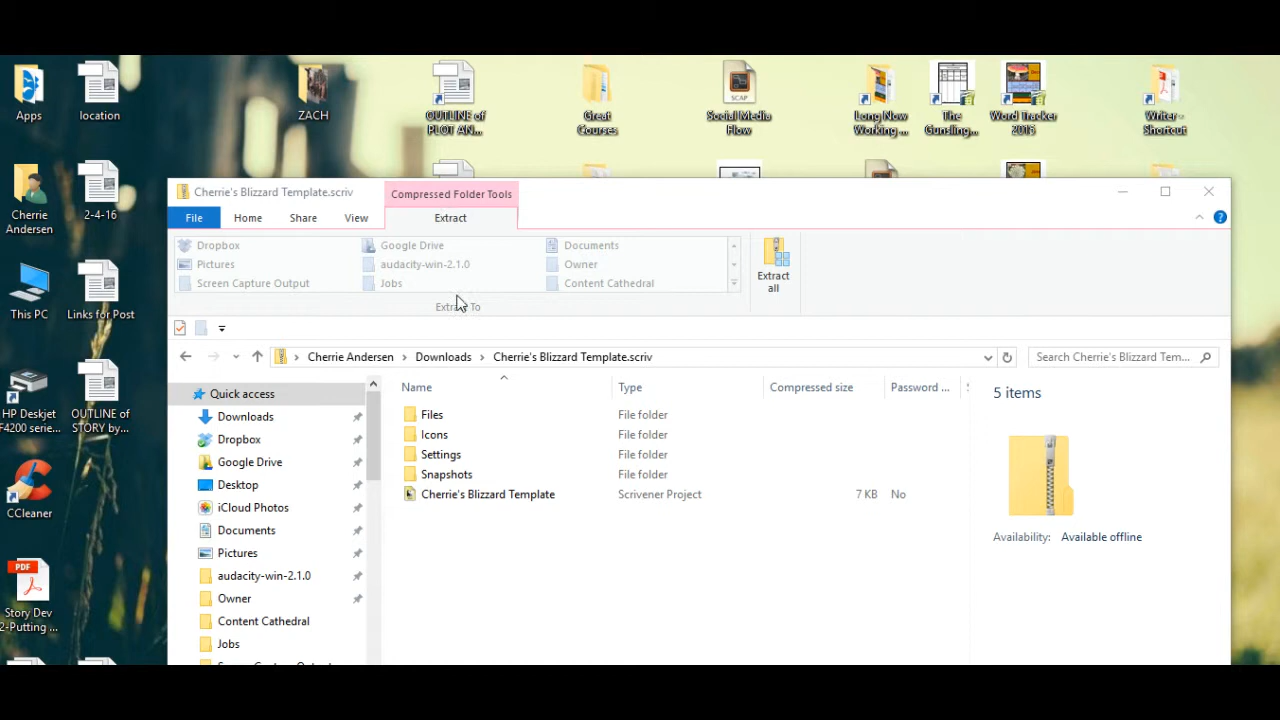 Apps
location
ZACH
OUTLINE of
PLOT AN...
Great
Courses
SCAP
Social Media
Flow
Long Now
Working ...
The
Gunsling...
Word Tracker
2015
Writer -
Shortcut
Cherrie
Andersen
2-4-16
This PC
Links for Post
HP Deskjet
F4200 serie...
OUTLINE of
STORY by...
CCleaner
PDF
Story Dev
2-Putting ...
Cherrie's Blizzard Template.scriv
Compressed Folder Tools
File
Home
Share
View
Extract
Dropbox
Google Drive
Documents
Pictures
audacity-win-2.1.0
Owner
Screen Capture Output
Jobs
Content Cathedral
Extract To
Extract
all
Cherrie Andersen
Downloads
Cherrie's Blizzard Template.scriv
Search Cherrie's Blizzard Tem...
Quick access
Downloads
Dropbox
Google Drive
Desktop
iCloud Photos
Documents
Pictures
audacity-win-2.1.0
Owner
Content Cathedral
Jobs
Name Type Compressed size Password ...
Files File folder
Icons File folder
Settings File folder
Snapshots File folder
Cherrie's Blizzard Template Scrivener Project 7 KB No
5 items
Availability: Available offline